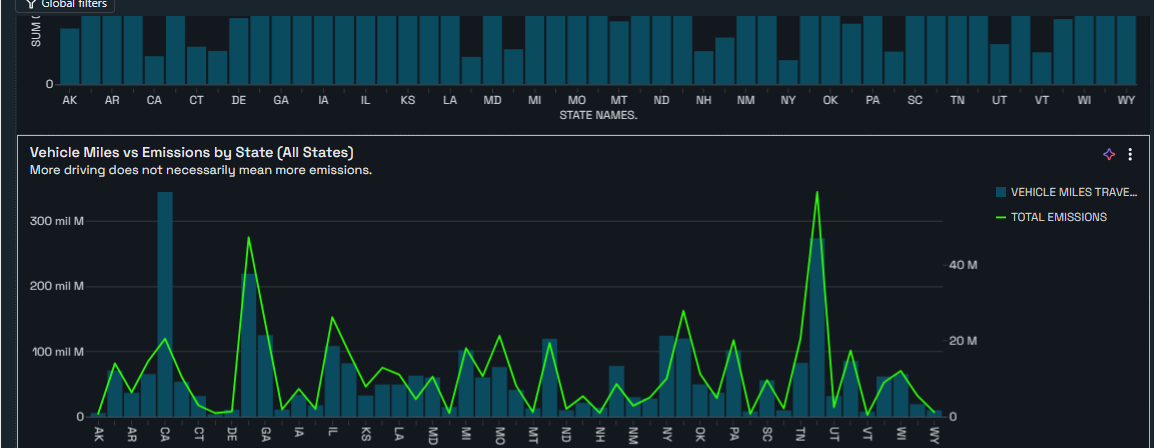 Global filters
SUM (
0
AK AR CA CT DE GA IA IL KS LA MD MI MO MT ND NH NM NY OK PA SC TN UT VT WI WY
STATE NAMES.
Vehicle Miles vs Emissions by State (All States)
More driving does not necessarily mean more emissions.
VEHICLE MILES TRAVE...
TOTAL EMISSIONS
300 mil M
200 mil M
100 mil M
0
40 M
20 M
0
AK AR CA CT DE GA IA IL KS LA MD MI MO MT ND NH NM NY OK PA SC TN UT VT WI WY